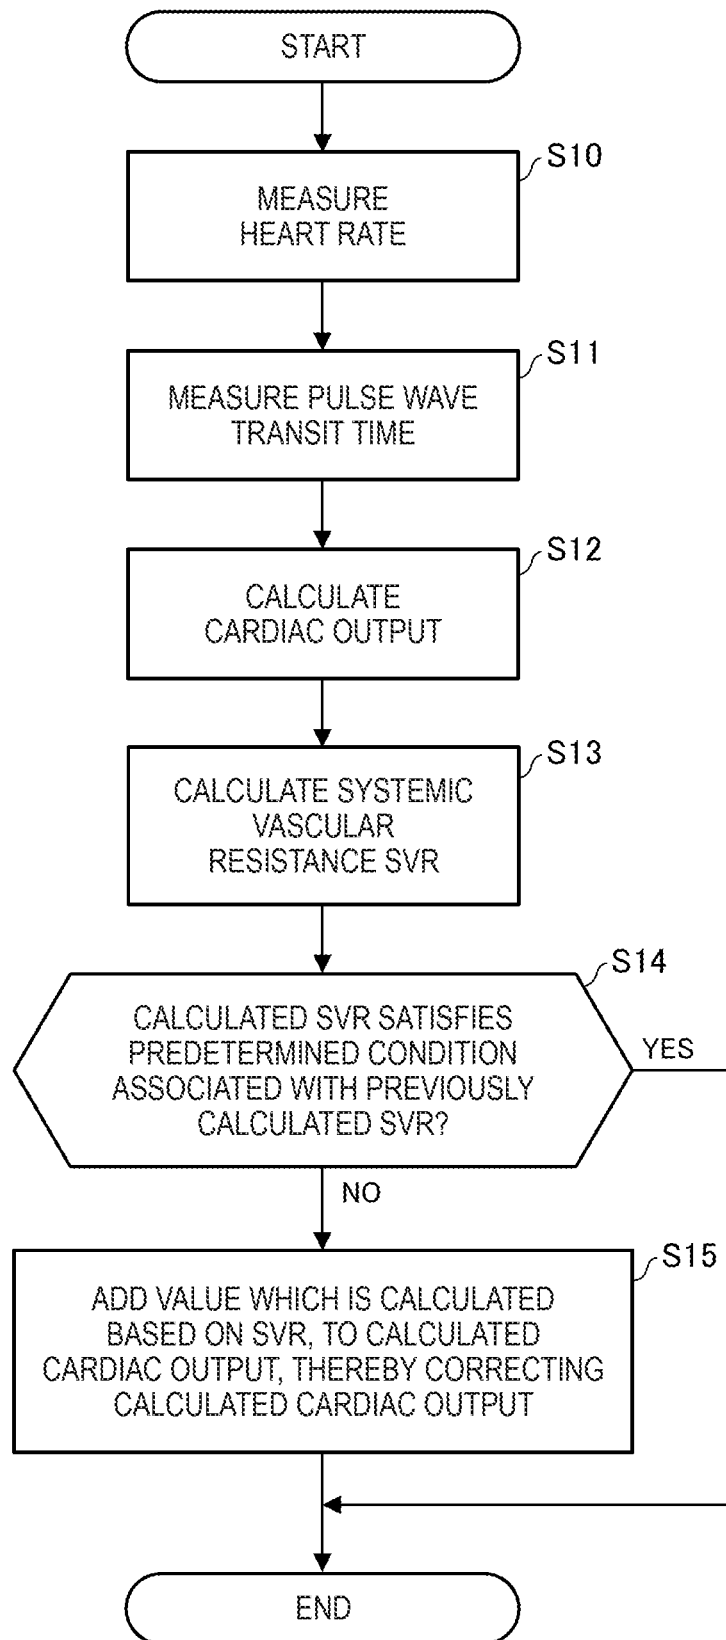 START
S10
MEASURE
HEART RATE
S11
MEASURE PULSE WAVE
TRANSIT TIME
S12
CALCULATE
CARDIAC OUTPUT
S13
CALCULATE SYSTEMIC
VASCULAR
RESISTANCE SVR
S14
CALCULATED SVR SATISFIES
PREDETERMINED CONDITION
ASSOCIATED WITH PREVIOUSLY
CALCULATED SVR?
YES
NO
S15
ADD VALUE WHICH IS CALCULATED
BASED ON SVR, TO CALCULATED
CARDIAC OUTPUT, THEREBY CORRECTING
CALCULATED CARDIAC OUTPUT
END